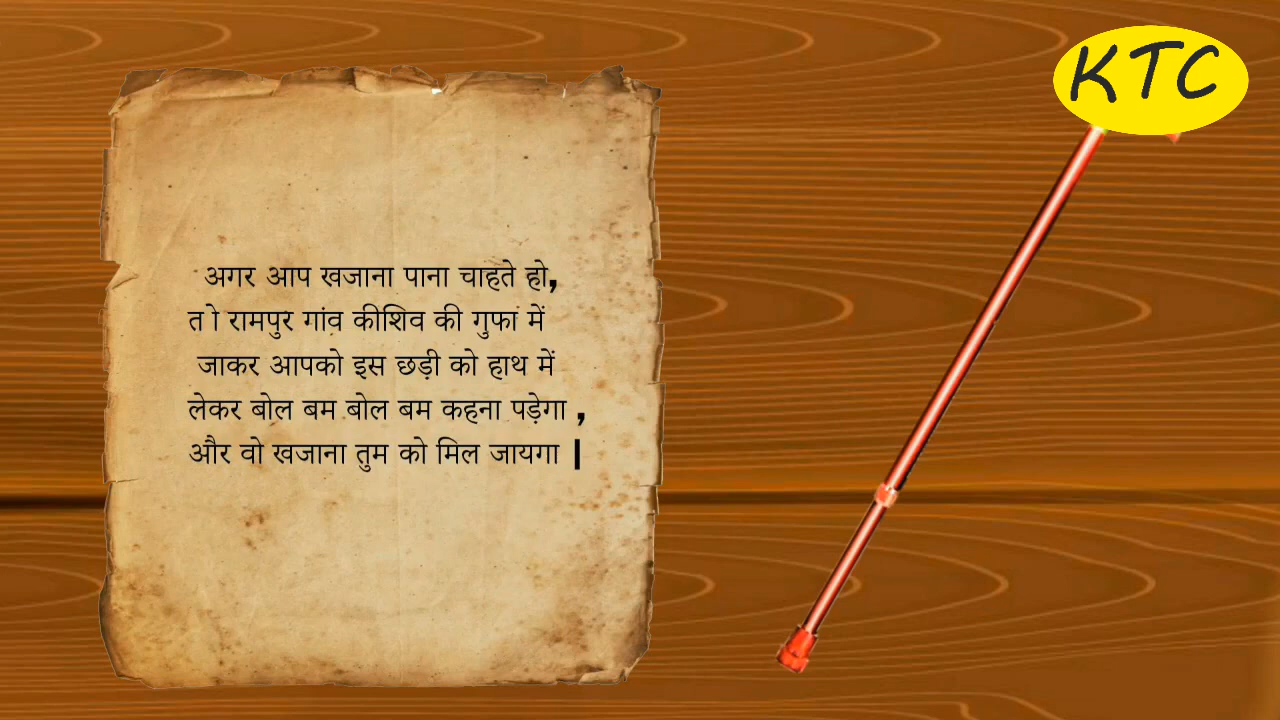 KTC
अगर आप खजाना पाना चाहते हो,
तो रामपुर गांव कीशिव की गुफा में
जाकर आपको इस छड़ी को हाथ में
लेकर बोल बम बोल बम कहना पड़ेगा ,
और वो खजाना तुम को मिल जायगा |